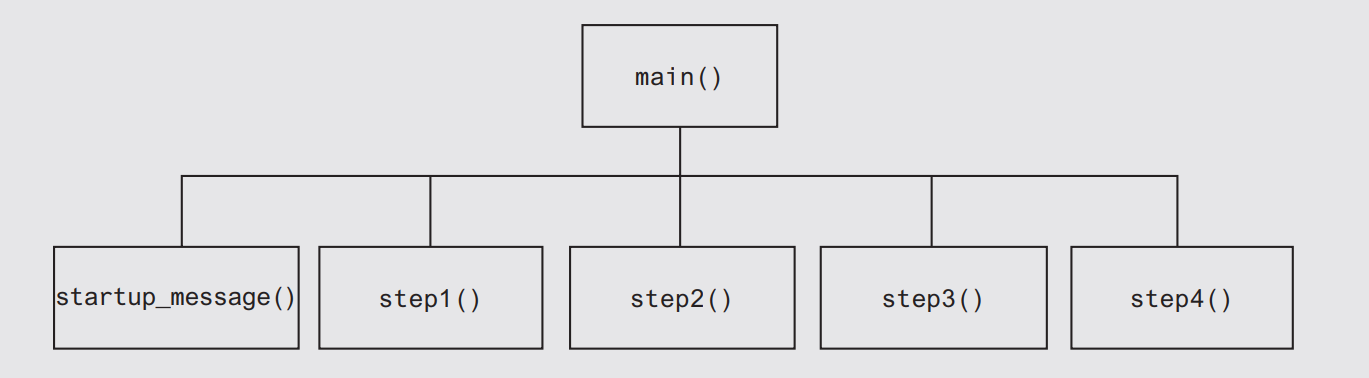 main()
startup_message()
step1()
step2()
step3()
step4()